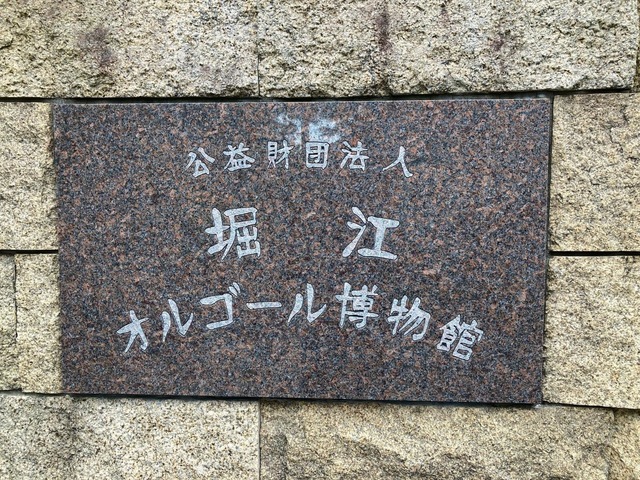 公益財団法人
堀江
オルゴール博物館